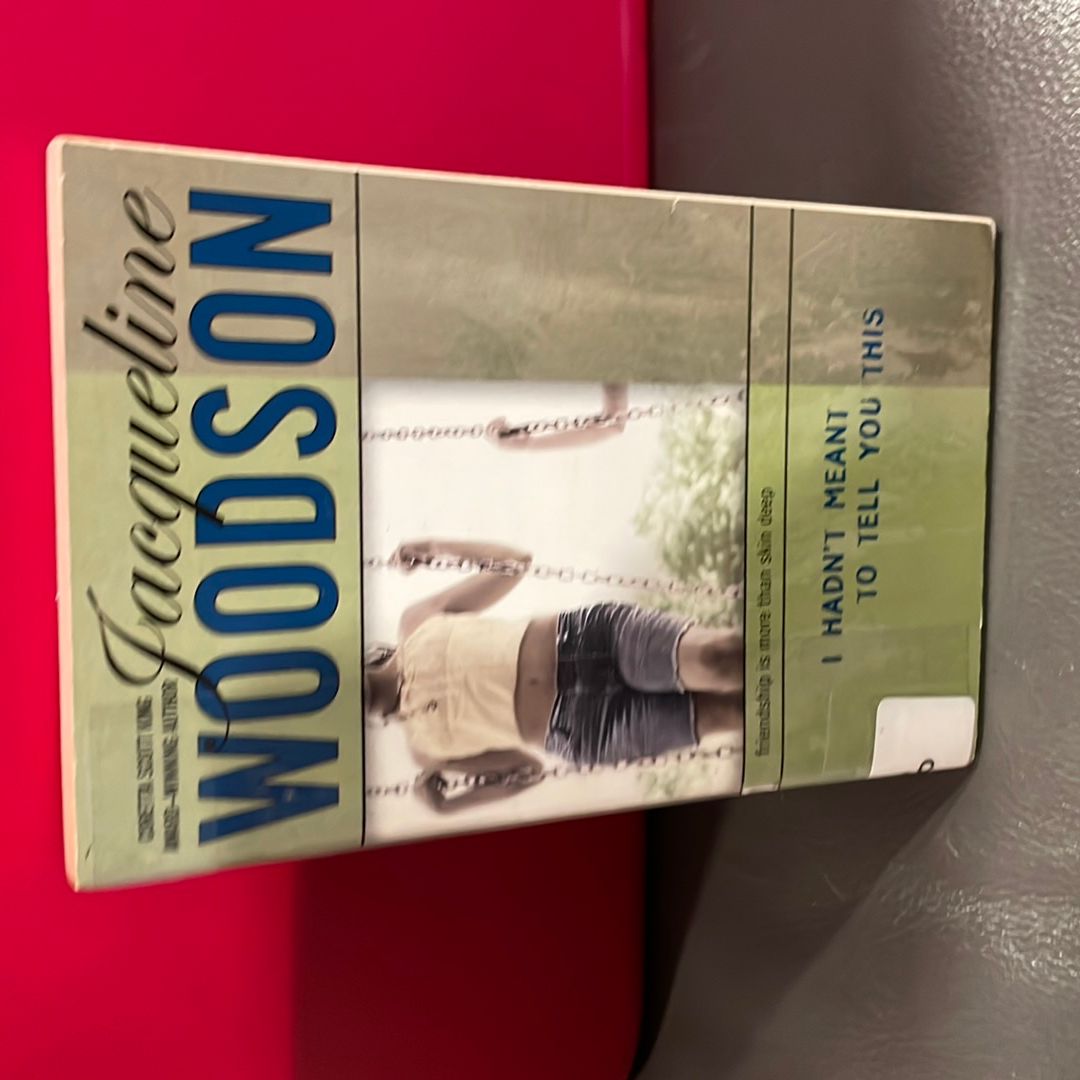 CORETTA SCOTT KING
AWARD-WINNING AUTHOR
Jacqueline
WOODSON
friendship is more than skin deep
I HADN'T MEANT
TO TELL YOU THIS